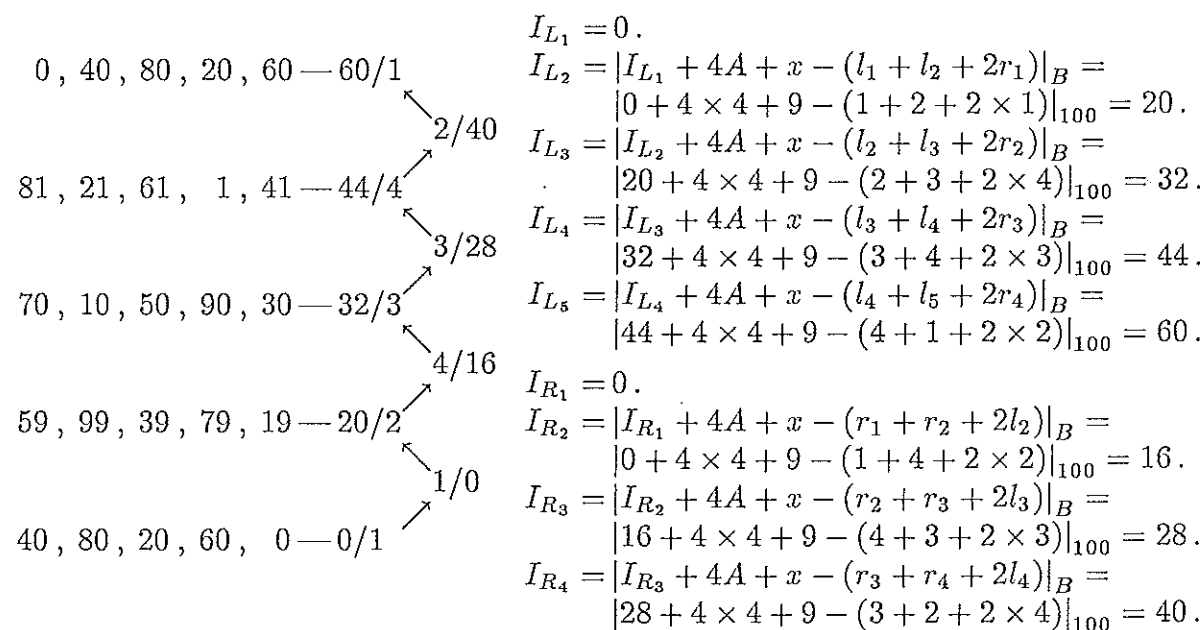 0 , 40 , 80 , 20 , 60 — 60/1
2/40
81 , 21 , 61 , 1 , 41 — 44/4
3/28
70 , 10 , 50 , 90 , 30 — 32/3
4/16
59 , 99 , 39 , 79 , 19 — 20/2
1/0
40 , 80 , 20 , 60 , 0 — 0/1
I_{L_1} = 0 .
I_{L_2} = |I_{L_1} + 4A + x − (l_1 + l_2 + 2r_1)|_B =
|0 + 4 × 4 + 9 − (1 + 2 + 2 × 1)|_{100} = 20 .
I_{L_3} = |I_{L_2} + 4A + x − (l_2 + l_3 + 2r_2)|_B =
|20 + 4 × 4 + 9 − (2 + 3 + 2 × 4)|_{100} = 32 .
I_{L_4} = |I_{L_3} + 4A + x − (l_3 + l_4 + 2r_3)|_B =
|32 + 4 × 4 + 9 − (3 + 4 + 2 × 3)|_{100} = 44 .
I_{L_5} = |I_{L_4} + 4A + x − (l_4 + l_5 + 2r_4)|_B =
|44 + 4 × 4 + 9 − (4 + 1 + 2 × 2)|_{100} = 60 .
I_{R_1} = 0 .
I_{R_2} = |I_{R_1} + 4A + x − (r_1 + r_2 + 2l_2)|_B =
|0 + 4 × 4 + 9 − (1 + 4 + 2 × 2)|_{100} = 16 .
I_{R_3} = |I_{R_2} + 4A + x − (r_2 + r_3 + 2l_3)|_B =
|16 + 4 × 4 + 9 − (4 + 3 + 2 × 3)|_{100} = 28 .
I_{R_4} = |I_{R_3} + 4A + x − (r_3 + r_4 + 2l_4)|_B =
|28 + 4 × 4 + 9 − (3 + 2 + 2 × 4)|_{100} = 40 .